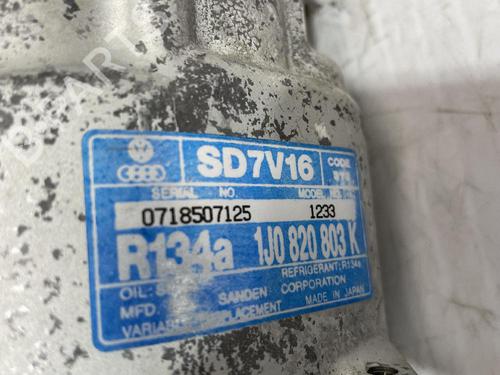 SD7V16
CODE
SERIAL NO. MODEL NO.
0718507125 1233
R134a 1J0 820 803 K
REFRIGERANT: R134a
OIL:
MFD. SANDEN CORPORATION
VARIABLE DISPLACEMENT MADE IN JAPAN